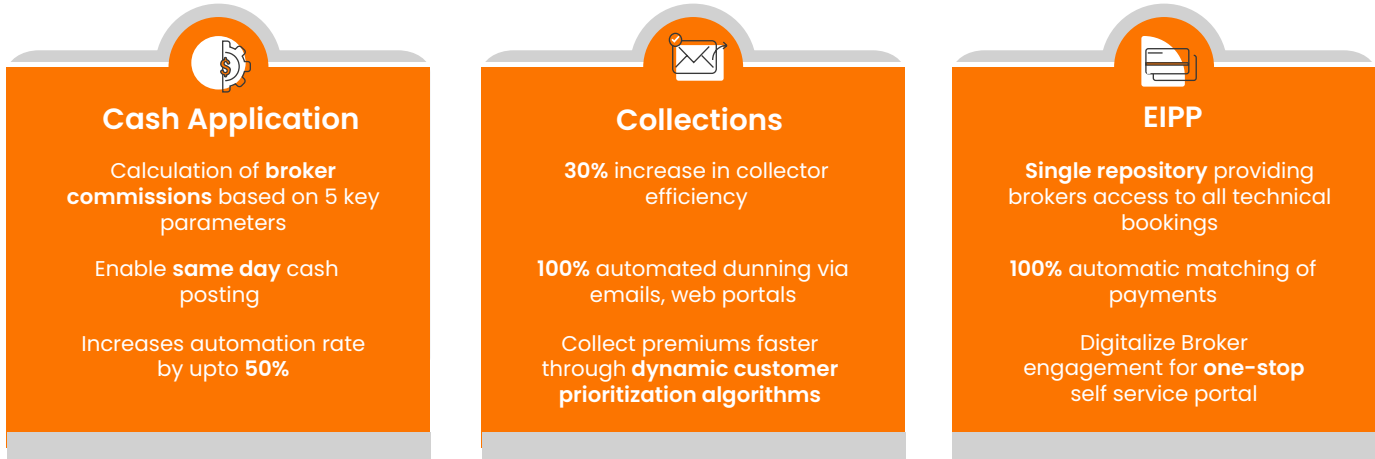 $
Cash Application
Calculation of broker
commissions based on 5 key
parameters
Enable same day cash
posting
Increases automation rate
by upto 50%
Collections
30% increase in collector
efficiency
100% automated dunning via
emails, web portals
Collect premiums faster
through dynamic customer
prioritization algorithms
EIPP
Single repository providing
brokers access to all technical
bookings
100% automatic matching of
payments
Digitalize Broker
engagement for one-stop
self service portal